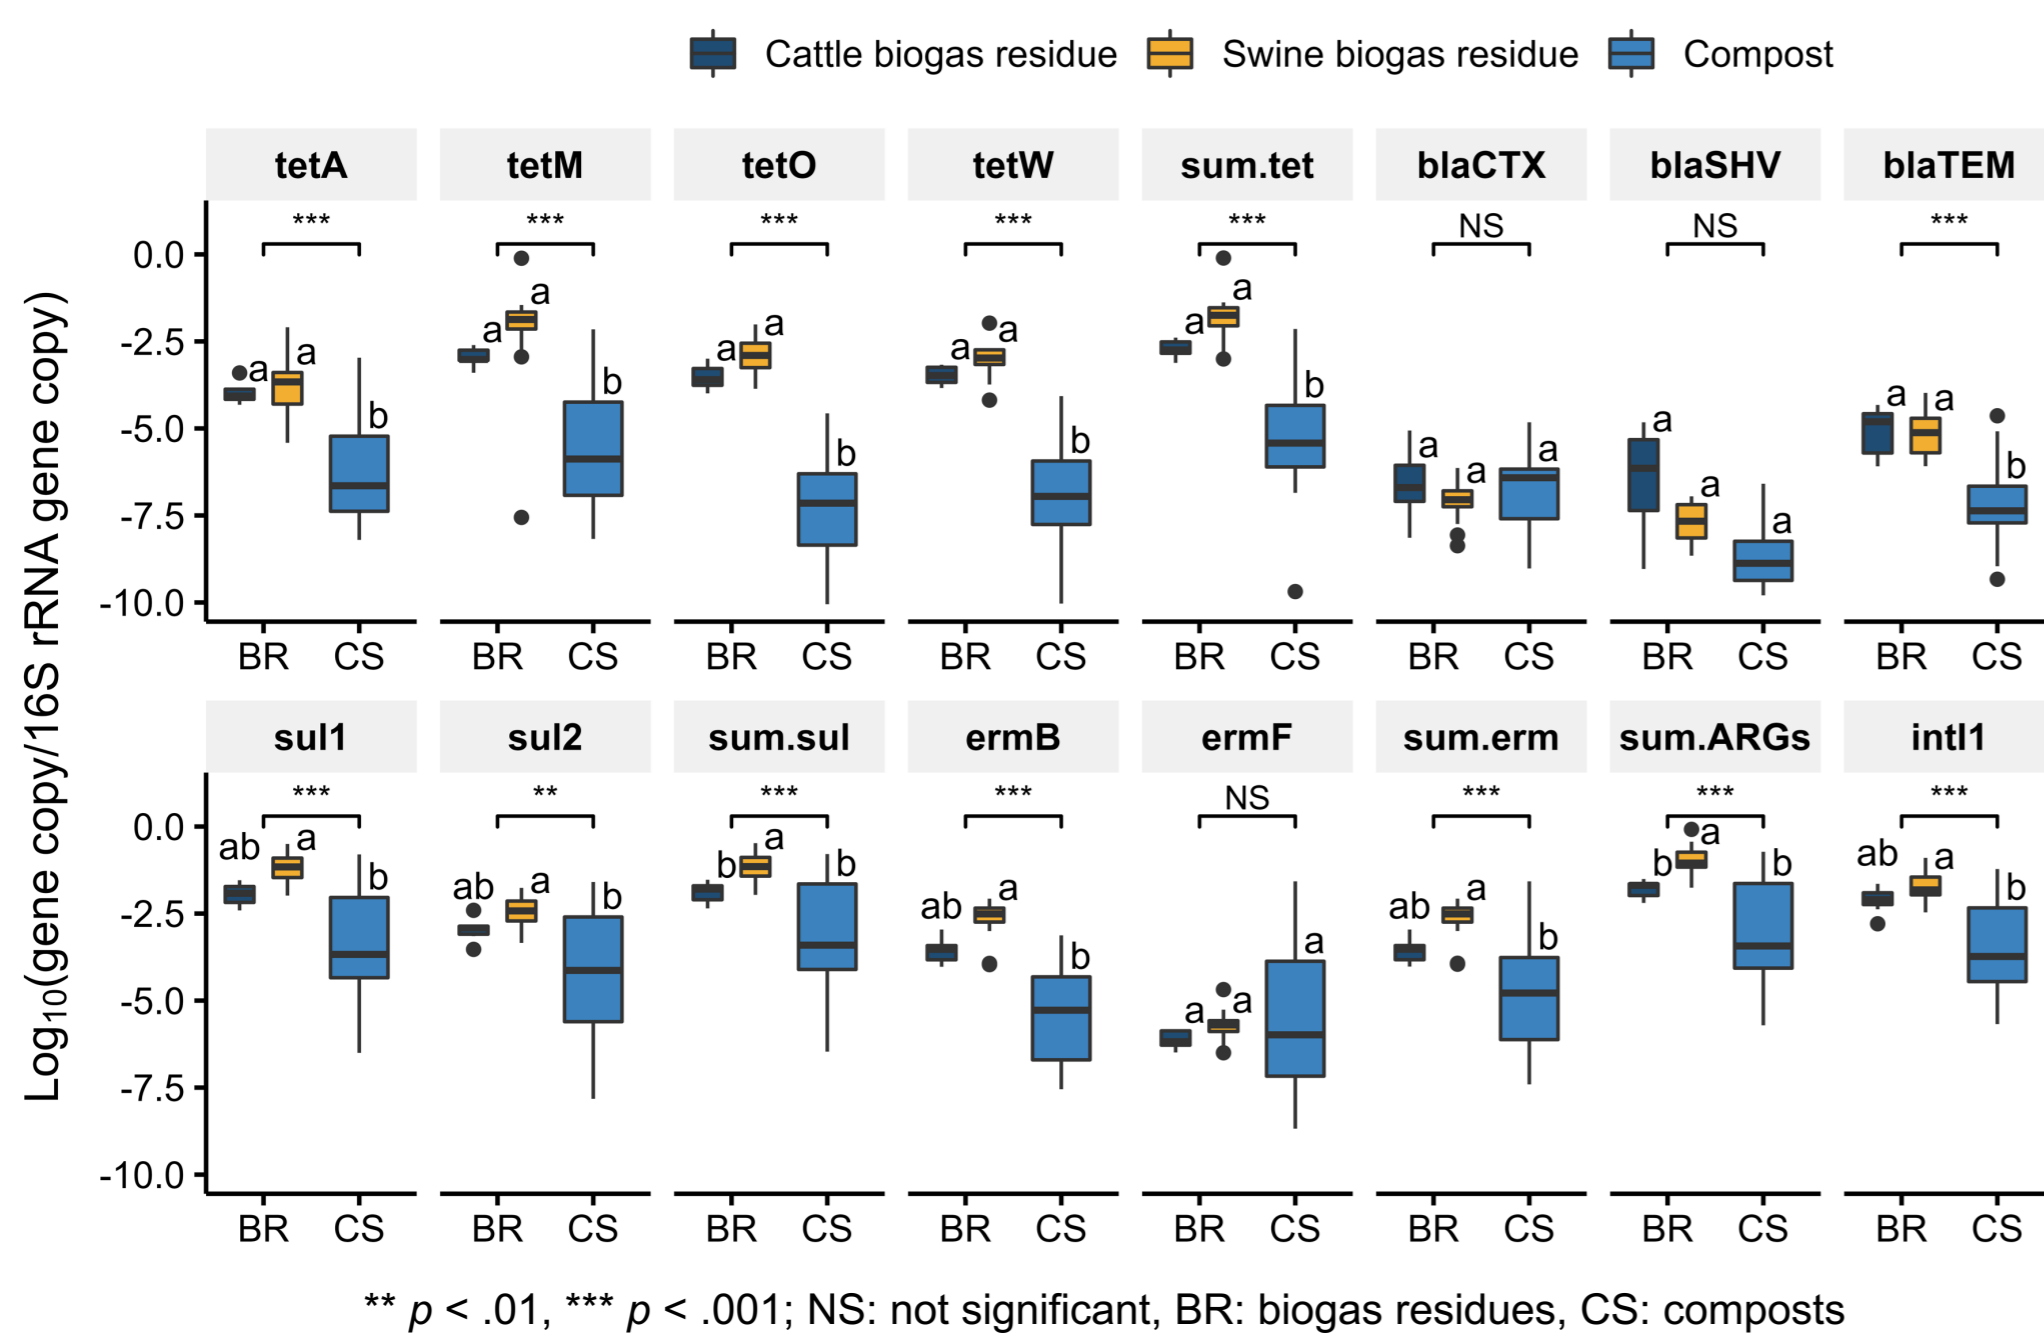 Cattle biogas residue Swine biogas residue Compost
tetA tetM tetO tetW sum.tet blaCTX blaSHV blaTEM
*** *** *** *** *** NS NS ***
0.0
-2.5
-5.0
-7.5
-10.0
a a b
a a b
a a b
a a b
a a b
a a a
a a a
a a b
BR CS BR CS BR CS BR CS BR CS BR CS BR CS BR CS
Log10(gene copy/16S rRNA gene copy)
sul1 sul2 sum.sul ermB ermF sum.erm sum.ARGs intI1
*** ** *** *** NS *** *** ***
0.0
-2.5
-5.0
-7.5
-10.0
ab a b
ab a b
b a b
ab a b
a a a
ab a b
b a b
ab a b
BR CS BR CS BR CS BR CS BR CS BR CS BR CS BR CS
** p < .01, *** p < .001; NS: not significant, BR: biogas residues, CS: composts